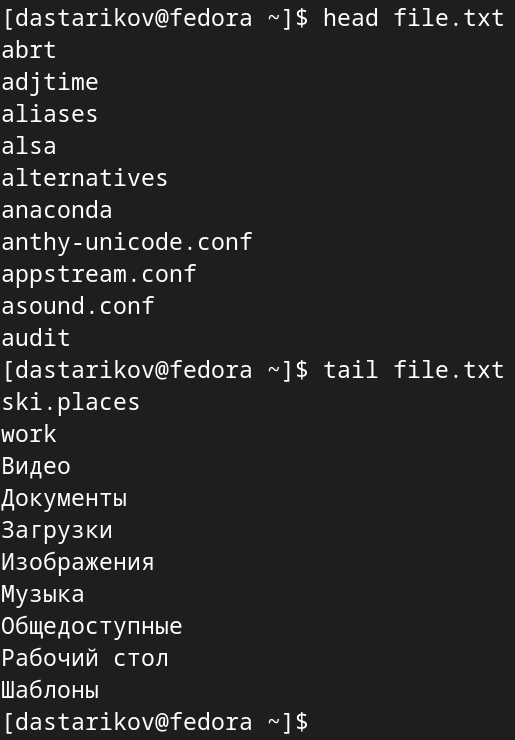 [dastarikov@fedora ~]$ head file.txt
abrt
adjtime
aliases
alsa
alternatives
anaconda
anthy-unicode.conf
appstream.conf
asound.conf
audit
[dastarikov@fedora ~]$ tail file.txt
ski.places
work
Видео
Документы
Загрузки
Изображения
Музыка
Общедоступные
Рабочий стол
Шаблоны
[dastarikov@fedora ~]$